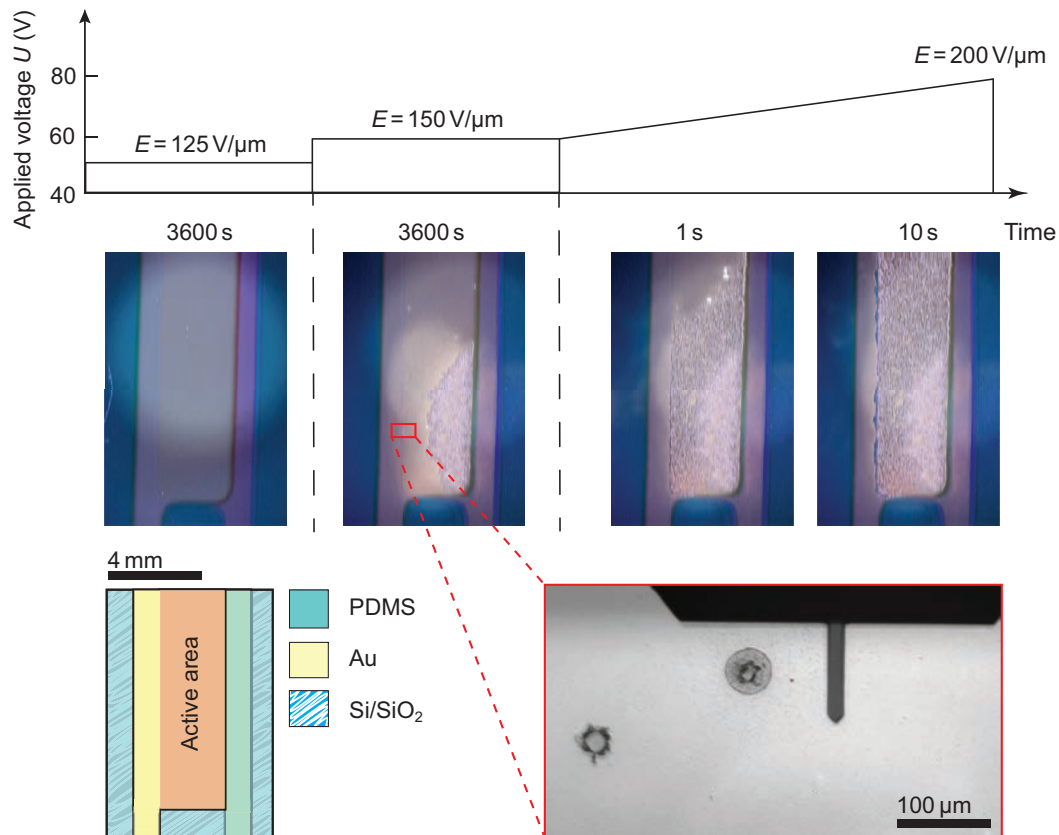 Applied voltage U (V)
80
60
40
E = 125 V/µm
E = 150 V/µm
E = 200 V/µm
3600 s
3600 s
1 s
10 s
Time
4 mm
Active area
PDMS
Au
Si/SiO₂
100 µm